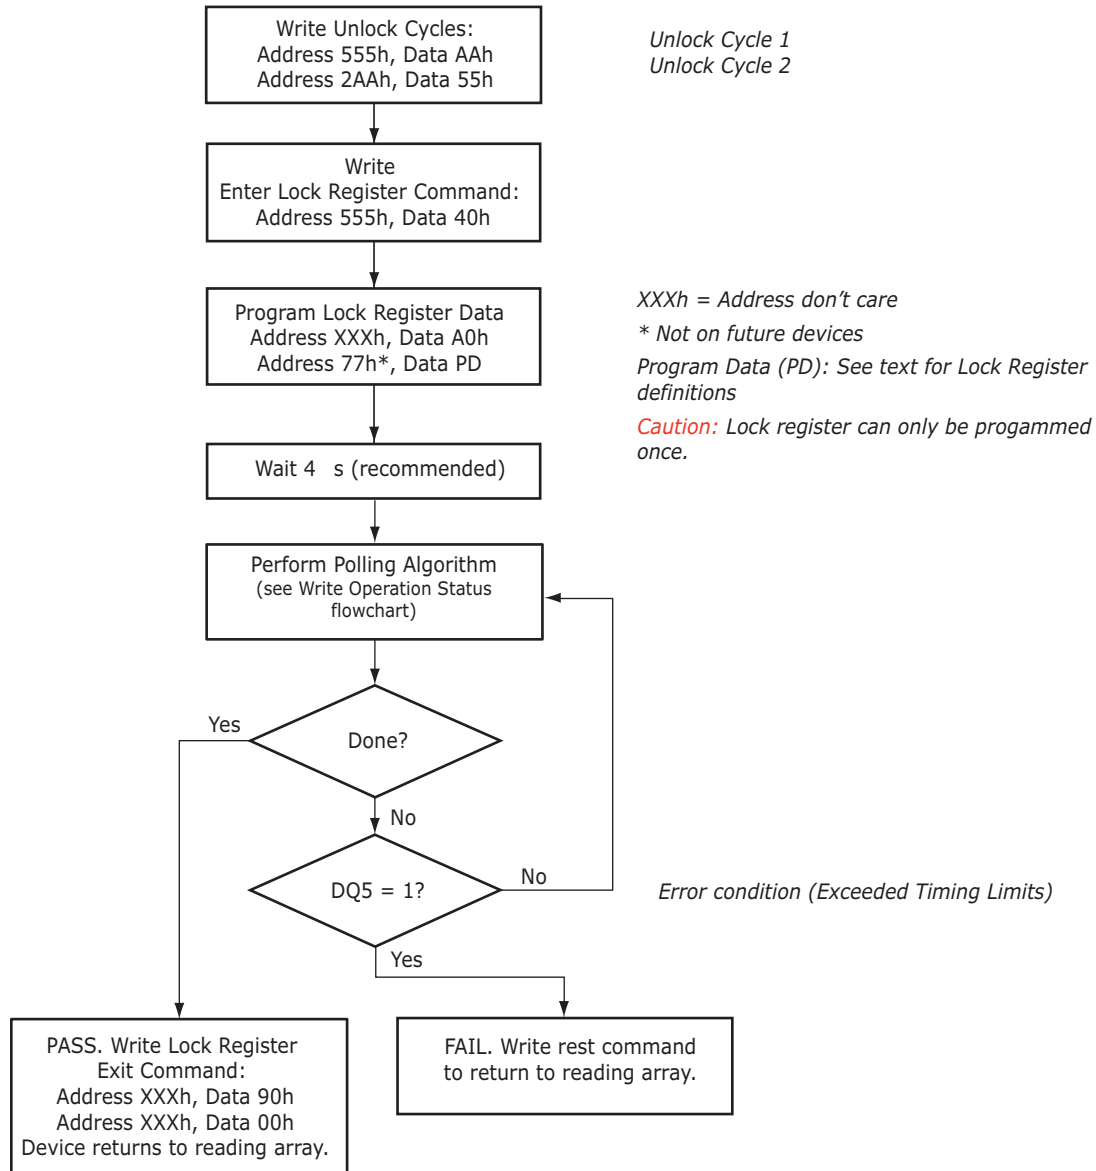 Write Unlock Cycles:
Address 555h, Data AAh
Address 2AAh, Data 55h
Unlock Cycle 1
Unlock Cycle 2
Write
Enter Lock Register Command:
Address 555h, Data 40h
Program Lock Register Data
Address XXXh, Data A0h
Address 77h*, Data PD
XXXh = Address don't care
* Not on future devices
Program Data (PD): See text for Lock Register
definitions
Caution: Lock register can only be progammed
once.
Wait 4 s (recommended)
Perform Polling Algorithm
(see Write Operation Status
flowchart)
Yes
Done?
No
DQ5 = 1?
No
Error condition (Exceeded Timing Limits)
Yes
PASS. Write Lock Register
Exit Command:
Address XXXh, Data 90h
Address XXXh, Data 00h
Device returns to reading array.
FAIL. Write rest command
to return to reading array.